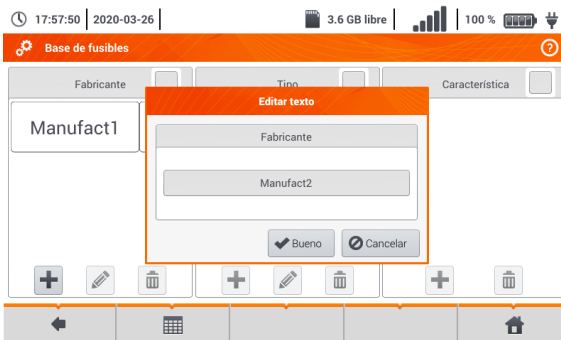 17:57:50 2020-03-26 3.6 GB libre 100 %
Base de fusibles ?
Fabricante Tipo Característica
Editar texto
Manufact1
Fabricante
Manufact2
Bueno Cancelar